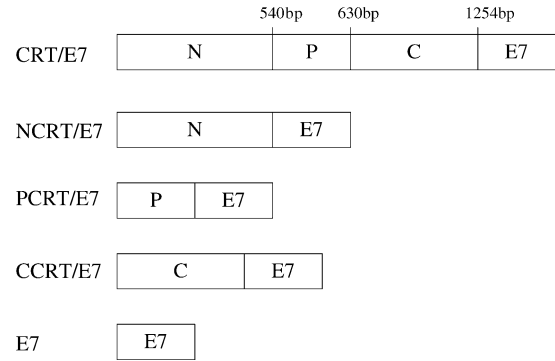 540bp 630bp 1254bp
CRT/E7 N P C E7
NCRT/E7 N E7
PCRT/E7 P E7
CCRT/E7 C E7
E7 E7